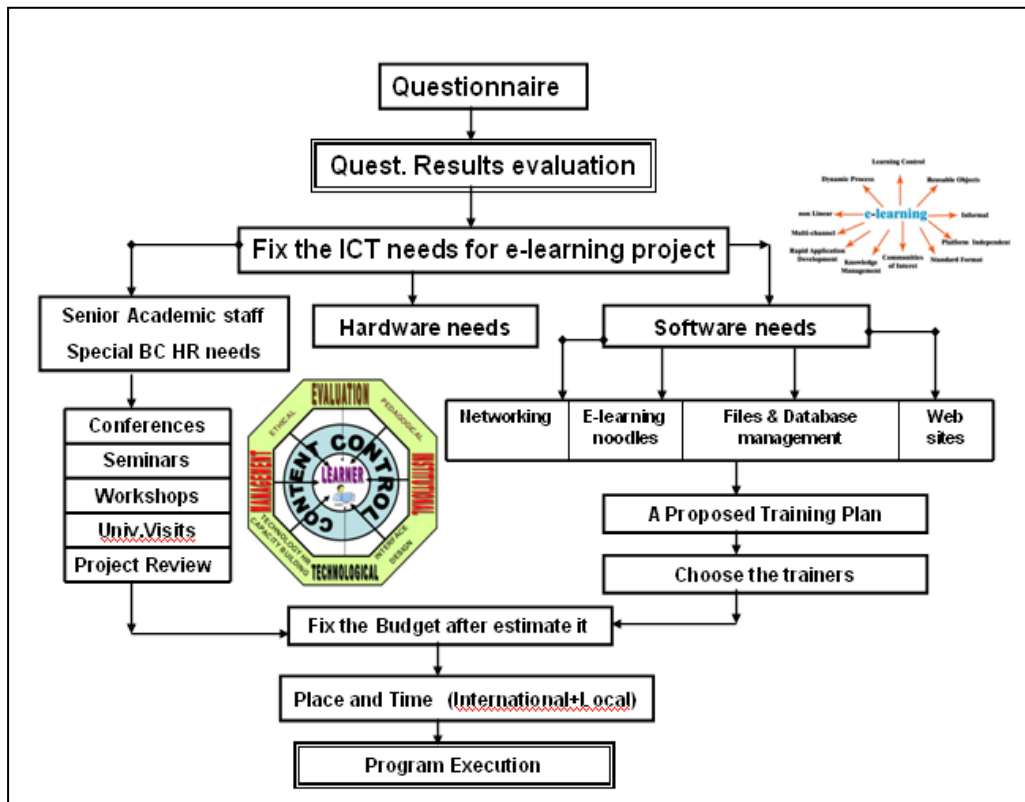 Questionnaire
Quest. Results evaluation
Learning Control
Dynamic Process
Reusable Objects
non Linear
e-learning
Informal
Multi-channel
Platform Independent
Rapid Application
Development
Knowledge
Management
Communities
of Interet
Standard Format
Fix the ICT needs for e-learning project
Senior Academic staff
Special BC HR needs
Hardware needs
Software needs
Conferences
Seminars
Workshops
Univ.Visits
Project Review
EVALUATION
ETHICAL
PEDAGOGICAL
MANAGEMENT
CONTENT CONTROL
LEARNER
INSTITUTIONAL
TECHNOLOGY HR
CAPACITY BUILDING
INTERFACE
DESIGN
TECHNOLOGICAL
Networking
E-learning
noodles
Files & Database
management
Web
sites
A Proposed Training Plan
Choose the trainers
Fix the Budget after estimate it
Place and Time (International+Local)
Program Execution